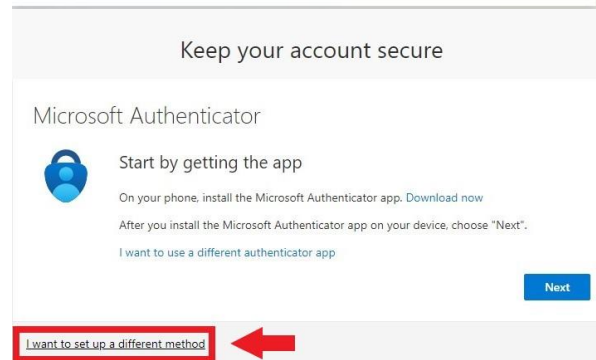 Keep your account secure
Microsoft Authenticator
Start by getting the app
On your phone, install the Microsoft Authenticator app. Download now
After you install the Microsoft Authenticator app on your device, choose "Next".
I want to use a different authenticator app
Next
I want to set up a different method